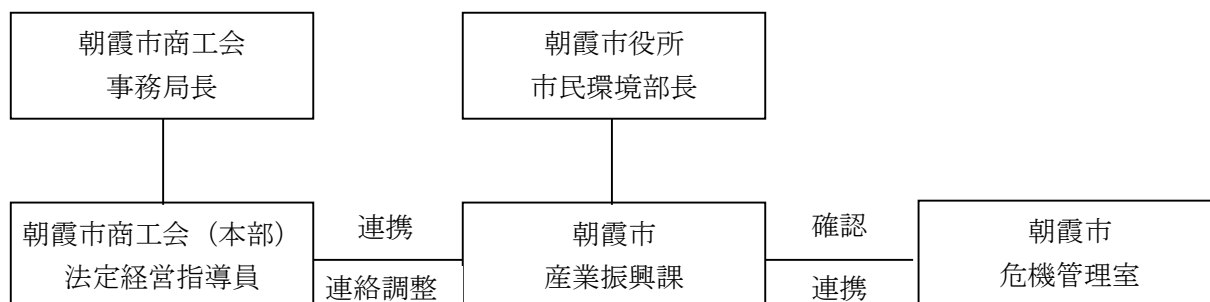 朝霞市商工会
事務局長
朝霞市役所
市民環境部長
朝霞市商工会（本部）
法定経営指導員
連携
連絡調整
朝霞市
産業振興課
確認
連携
朝霞市
危機管理室